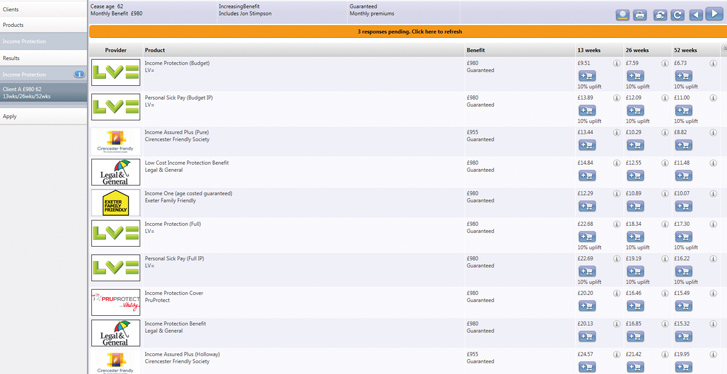 Clients
Products
Income Protection
Results
Income Protection 1
Client A £980 62
13wks/26wks/52wks
Apply
Cease age 62 IncreasingBenefit Guaranteed
Monthly Benefit £980 Includes Jon Stimpson Monthly premiums
3 responses pending. Click here to refresh
Provider Product Benefit 13 weeks 26 weeks 52 weeks
LV= Income Protection (Budget) £980 £9.51 £7.59 £6.73
LV= Guaranteed
10% uplift 10% uplift 10% uplift
LV= Personal Sick Pay (Budget IP) £980 £13.89 £12.09 £11.00
LV= Guaranteed
10% uplift 10% uplift 10% uplift
Cirencester Friendly Income Assured Plus (Pure) £955 £13.44 £10.29 £8.82
Cirencester Friendly Society Guaranteed
Legal & General Low Cost Income Protection Benefit £980 £14.84 £12.55 £11.48
Legal & General Guaranteed
EXETER FAMILY FRIENDLY Income One (age costed guaranteed) £980 £12.29 £10.89 £10.07
Exeter Family Friendly Guaranteed
LV= Income Protection (Full) £980 £22.68 £18.34 £17.30
LV= Guaranteed
10% uplift 10% uplift 10% uplift
LV= Personal Sick Pay (Full IP) £980 £22.69 £19.19 £16.22
LV= Guaranteed
10% uplift 10% uplift 10% uplift
PRUPROTECT Vitality Income Protection Cover £980 £20.20 £16.46 £15.49
PruProtect Guaranteed
Legal & General Income Protection Benefit £980 £20.13 £16.85 £15.32
Legal & General Guaranteed
Cirencester Friendly Income Assured Plus (Holloway) £955 £24.57 £21.42 £19.95
Cirencester Friendly Society Guaranteed